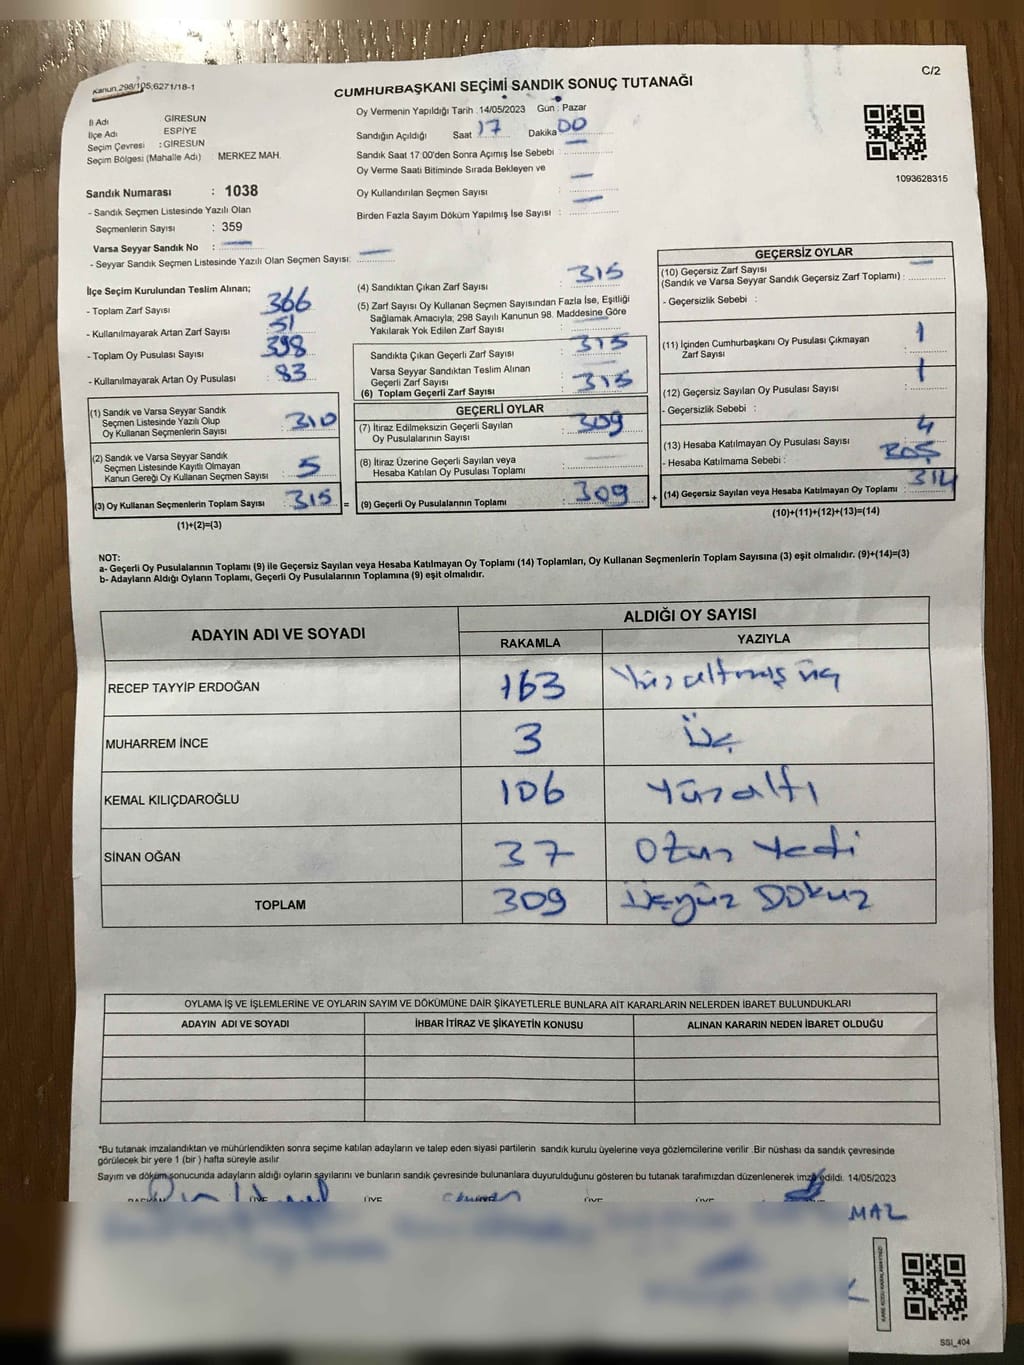 Kanun.298/105;6271/18-1
C/2
CUMHURBAŞKANI SEÇİMİ SANDIK SONUÇ TUTANAĞI
İl Adı GİRESUN
İlçe Adı ESPİYE
Seçim Çevresi : GİRESUN
Seçim Bölgesi (Mahalle Adı) : MERKEZ MAH.
Sandık Numarası : 1038
- Sandık Seçmen Listesinde Yazılı Olan
Seçmenlerin Sayısı : 359
Varsa Seyyar Sandık No : —
- Seyyar Sandık Seçmen Listesinde Yazılı Olan Seçmen Sayısı: —
Oy Vermenin Yapıldığı Tarih : 14/05/2023 Gün : Pazar
Sandığın Açıldığı Saat 17 Dakika 00
Sandık Saat 17:00'den Sonra Açımış İse Sebebi : —
Oy Verme Saati Bitiminde Sırada Bekleyen ve
Oy Kullandırılan Seçmen Sayısı : —
Birden Fazla Sayım Döküm Yapılmış İse Sayısı : —
1093628315
İlçe Seçim Kurulundan Teslim Alınan;
- Toplam Zarf Sayısı : 366
- Kullanılmayarak Artan Zarf Sayısı : 51
- Toplam Oy Pusulası Sayısı : 398
- Kullanılmayarak Artan Oy Pusulası : 83
(1) Sandık ve Varsa Seyyar Sandık
Seçmen Listesinde Yazılı Olup
Oy Kullanan Seçmenlerin Sayısı : 310
(2) Sandık ve Varsa Seyyar Sandık
Seçmen Listesinde Kayıtlı Olmayan
Kanun Gereği Oy Kullanan Seçmen Sayısı : 5
(3) Oy Kullanan Seçmenlerin Toplam Sayısı : 315 =
(1)+(2)=(3)
(4) Sandıktan Çıkan Zarf Sayısı : 315
(5) Zarf Sayısı Oy Kullanan Seçmen Sayısından Fazla İse, Eşitliği
Sağlamak Amacıyla; 298 Sayılı Kanunun 98. Maddesine Göre
Yakılarak Yok Edilen Zarf Sayısı : —
Sandıkta Çıkan Geçerli Zarf Sayısı : 315
Varsa Seyyar Sandıktan Teslim Alınan
Geçerli Zarf Sayısı : —
(6) Toplam Geçerli Zarf Sayısı : 315
GEÇERLİ OYLAR
(7) İtiraz Edilmeksizin Geçerli Sayılan
Oy Pusulalarının Sayısı : 309
(8) İtiraz Üzerine Geçerli Sayılan veya
Hesaba Katılan Oy Pusulası Toplamı : —
(9) Geçerli Oy Pusulalarının Toplamı : 309 +
GEÇERSİZ OYLAR
(10) Geçersiz Zarf Sayısı
(Sandık ve Varsa Seyyar Sandık Geçersiz Zarf Toplamı) : —
- Geçersizlik Sebebi :
(11) İçinden Cumhurbaşkanı Oy Pusulası Çıkmayan
Zarf Sayısı : 1
(12) Geçersiz Sayılan Oy Pusulası Sayısı : 1
- Geçersizlik Sebebi :
(13) Hesaba Katılmayan Oy Pusulası Sayısı : 4
- Hesaba Katılmama Sebebi : BOŞ
(14) Geçersiz Sayılan veya Hesaba Katılmayan Oy Toplamı : 314
(10)+(11)+(12)+(13)=(14)
NOT:
a- Geçerli Oy Pusulalarının Toplamı (9) ile Geçersiz Sayılan veya Hesaba Katılmayan Oy Toplamı (14) Toplamları, Oy Kullanan Seçmenlerin Toplam Sayısına (3) eşit olmalıdır. (9)+(14)=(3)
b- Adayların Aldığı Oyların Toplamı, Geçerli Oy Pusulalarının Toplamına (9) eşit olmalıdır.
ADAYIN ADI VE SOYADI
ALDIĞI OY SAYISI
RAKAMLA YAZIYLA
RECEP TAYYİP ERDOĞAN 163 Yüzaltmış üç
MUHARREM İNCE 3 Üç
KEMAL KILIÇDAROĞLU 106 Yüzaltı
SİNAN OĞAN 37 Otuz Yedi
TOPLAM 309 Üçyüz Dokuz
OYLAMA İŞ VE İŞLEMLERİNE VE OYLARIN SAYIM VE DÖKÜMÜNE DAİR ŞİKAYETLERLE BUNLARA AİT KARARLARIN NELERDEN İBARET BULUNDUKLARI
ADAYIN ADI VE SOYADI İHBAR İTİRAZ VE ŞİKAYETİN KONUSU ALINAN KARARIN NEDEN İBARET OLDUĞU
*Bu tutanak imzalandıktan ve mühürlendikten sonra seçime katılan adayların ve talep eden siyasi partilerin sandık kurulu üyelerine veya gözlemcilerine verilir .Bir nüshası da sandık çevresinde
görülecek bir yere 1 (bir ) hafta süreyle asılır
Sayım ve döküm sonucunda adayların aldığı oyların sayılarını ve bunların sandık çevresinde bulunanlara duyurulduğunu gösteren bu tutanak tarafımızdan düzenlenerek imza edildi. 14/05/2023
BAŞKAN ÜYE ÜYE ÜYE ÜYE
MAZ
SSI_404